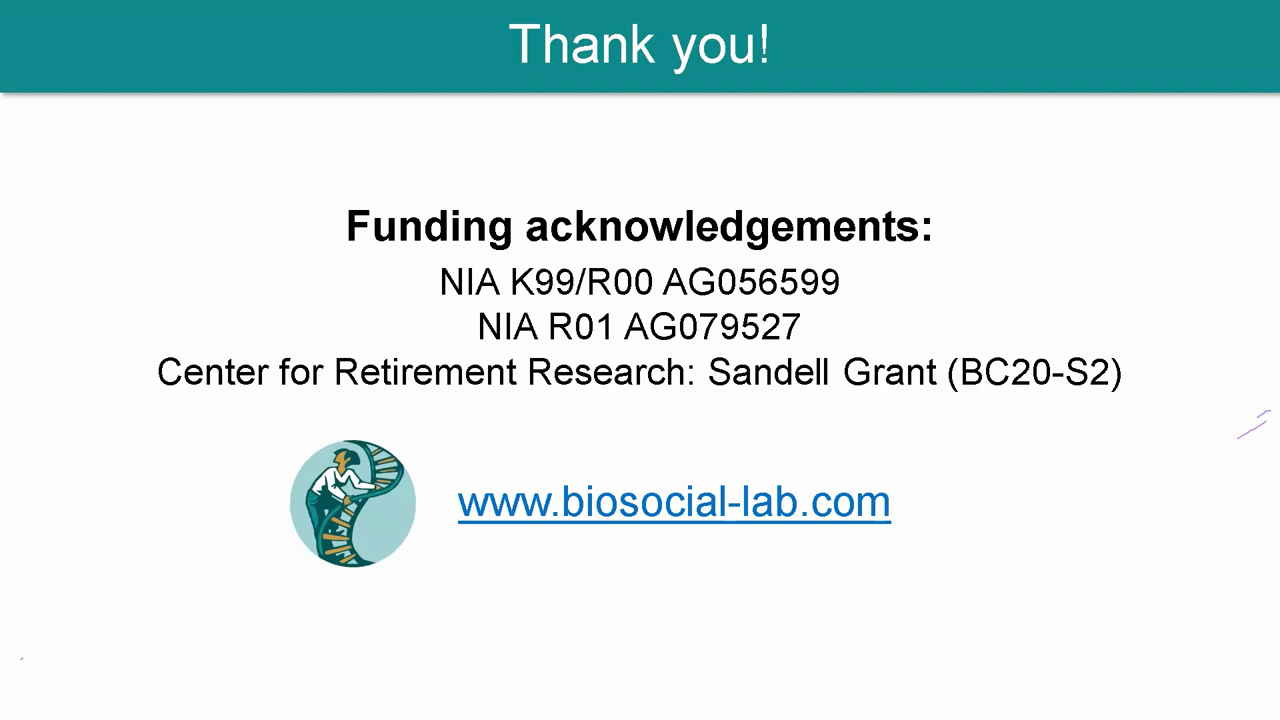 Thank you!
Funding acknowledgements:
NIA K99/R00 AG056599
NIA R01 AG079527
Center for Retirement Research: Sandell Grant (BC20-S2)
www.biosocial-lab.com